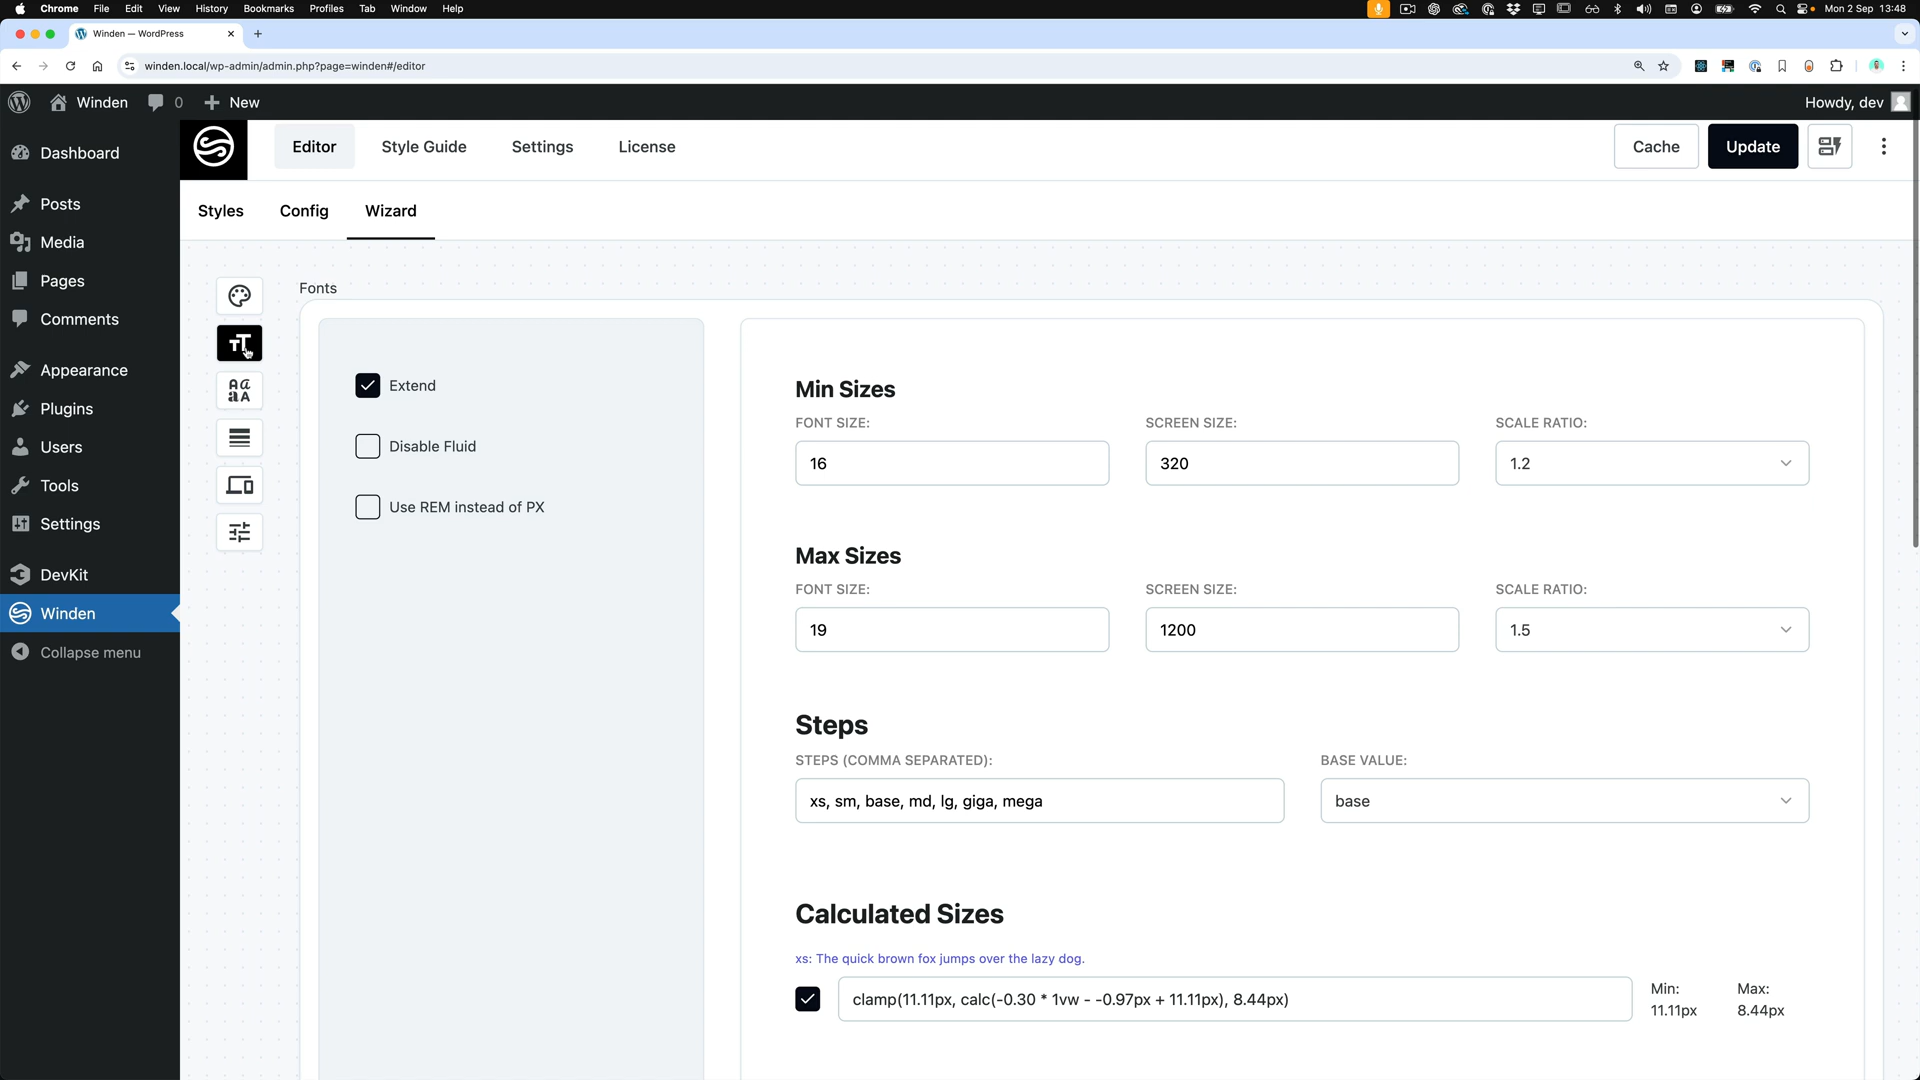 Chrome File Edit View History Bookmarks Profiles Tab Window Help Mon 2 Sep 13:48
Winden — WordPress
winden.local/wp-admin/admin.php?page=winden#/editor
Winden 0 New Howdy, dev
Editor Style Guide Settings License Cache Update
Styles Config Wizard
Dashboard
Posts
Media
Pages
Comments
Appearance
Plugins
Users
Tools
Settings
DevKit
Winden
Collapse menu
Fonts
Extend
Disable Fluid
Use REM instead of PX
Min Sizes
FONT SIZE: SCREEN SIZE: SCALE RATIO:
16 320 1.2
Max Sizes
FONT SIZE: SCREEN SIZE: SCALE RATIO:
19 1200 1.5
Steps
STEPS (COMMA SEPARATED): BASE VALUE:
xs, sm, base, md, lg, giga, mega base
Calculated Sizes
xs: The quick brown fox jumps over the lazy dog.
clamp(11.11px, calc(-0.30 * 1vw - -0.97px + 11.11px), 8.44px)
Min: Max:
11.11px 8.44px